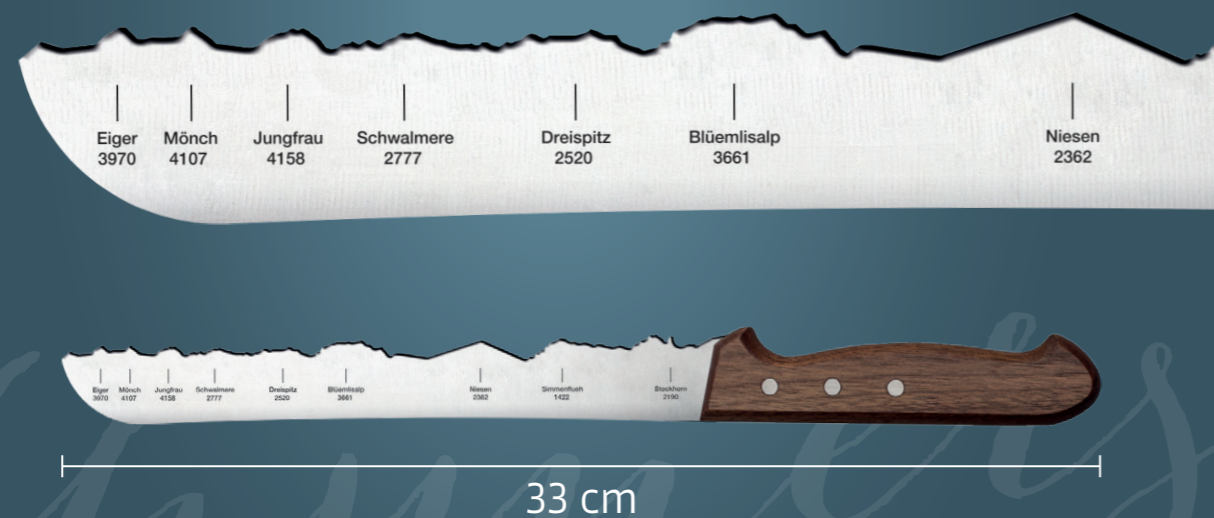 Eiger
3970
Mönch
4107
Jungfrau
4158
Schwalmere
2777
Dreispitz
2520
Blüemlisalp
3661
Niesen
2362
Eiger
3970
Mönch
4107
Jungfrau
4158
Schwalmere
2777
Dreispitz
2520
Blüemlisalp
3661
Niesen
2362
Simmenflueh
1422
Stockhorn
2190
33 cm